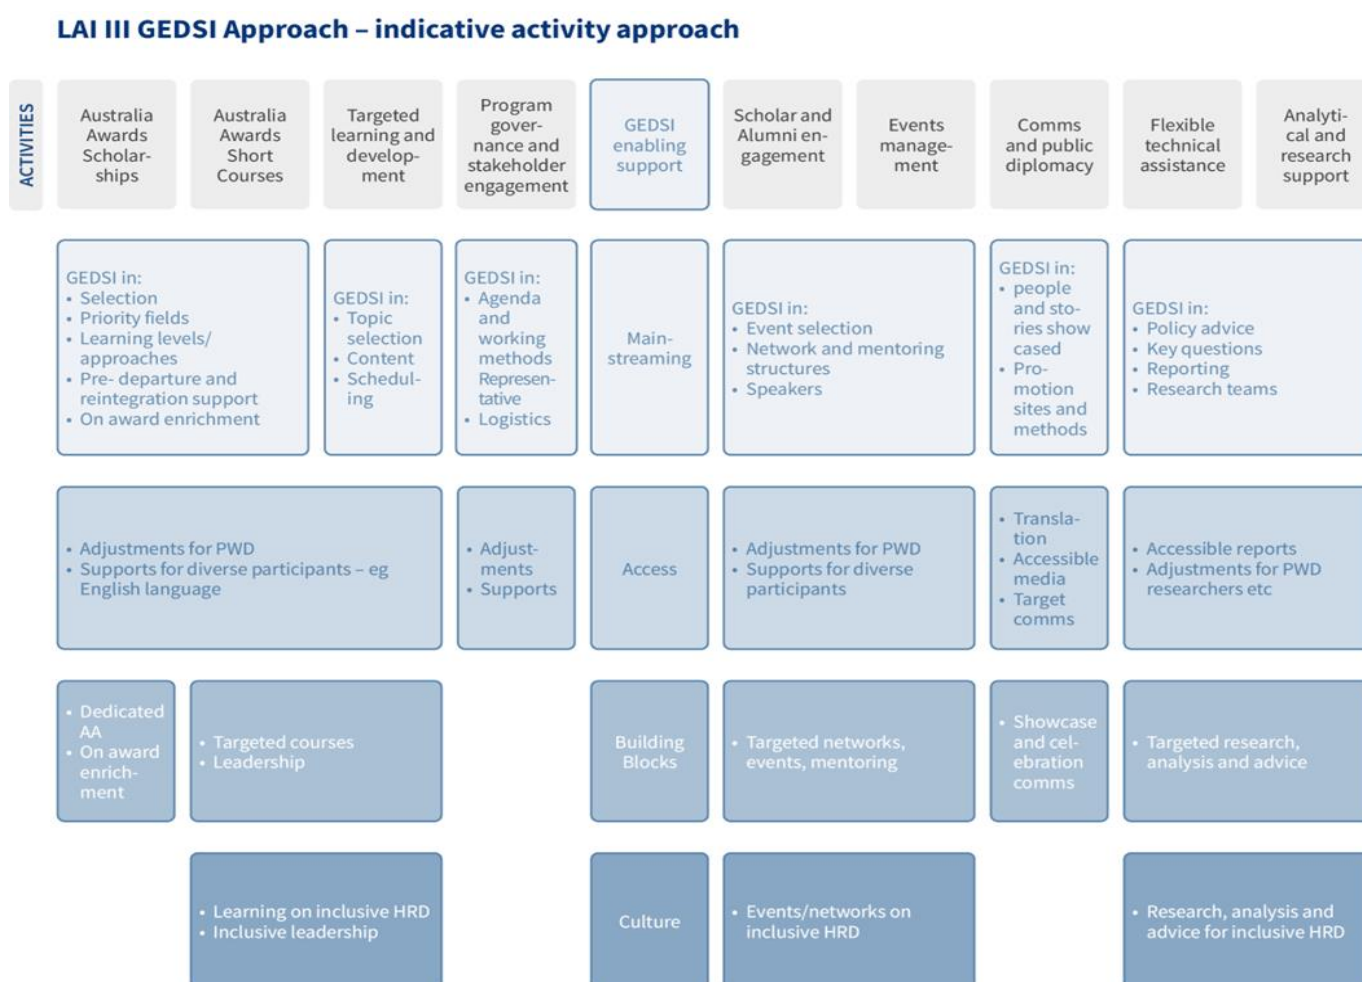 LAI III GEDSI Approach – indicative activity approach
ACTIVITIES
Australia
Awards
Scholar-
ships
Australia
Awards
Short
Courses
Targeted
learning and
develop-
ment
Program
gover-
nance and
stakeholder
engagement
GEDSI
enabling
support
Scholar and
Alumni en-
gagement
Events
manage-
ment
Comms
and public
diplomacy
Flexible
technical
assistance
Analyti-
cal and
research
support
GEDSI in:
• Selection
• Priority fields
• Learning levels/
approaches
• Pre- departure and
reintegration support
• On award enrichment
GEDSI in:
• Topic
selection
• Content
• Schedul-
ing
GEDSI in:
• Agenda
and
working
methods
Represen-
tative
• Logistics
Main-
streaming
GEDSI in:
• Event selection
• Network and mentoring
structures
• Speakers
GEDSI in:
• people
and sto-
ries show
cased
• Pro-
motion
sites and
methods
GEDSI in:
• Policy advice
• Key questions
• Reporting
• Research teams
• Adjustments for PWD
• Supports for diverse participants – eg
English language
• Adjust-
ments
• Supports
Access
• Adjustments for PWD
• Supports for diverse
participants
• Transla-
tion
• Accessible
media
• Target
comms
• Accessible reports
• Adjustments for PWD
researchers etc
• Dedicated
AA
• On award
enrich-
ment
• Targeted courses
• Leadership
Building
Blocks
• Targeted networks,
events, mentoring
• Showcase
and cel-
ebration
comms
• Targeted research,
analysis and advice
• Learning on inclusive HRD
• Inclusive leadership
Culture
• Events/networks on
inclusive HRD
• Research, analysis and
advice for inclusive HRD